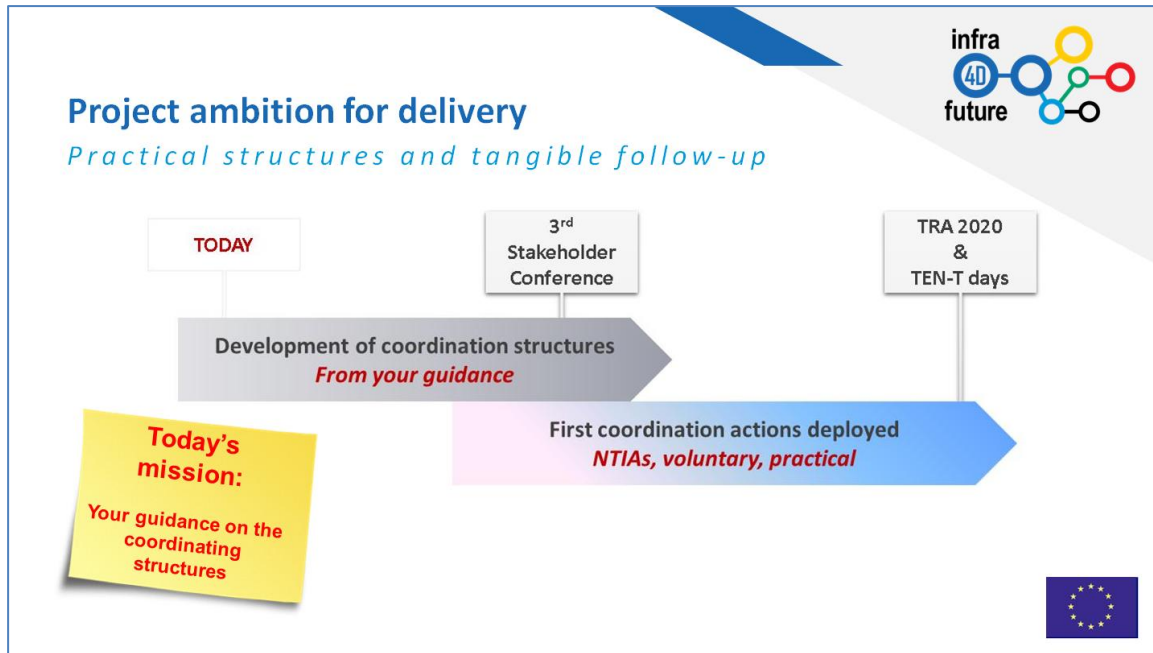 infra
4D
future
Project ambition for delivery
Practical structures and tangible follow-up
TODAY
3rd
Stakeholder
Conference
TRA 2020
&
TEN-T days
Development of coordination structures
From your guidance
First coordination actions deployed
NTIAs, voluntary, practical
Today's
mission:
Your guidance on the
coordinating
structures